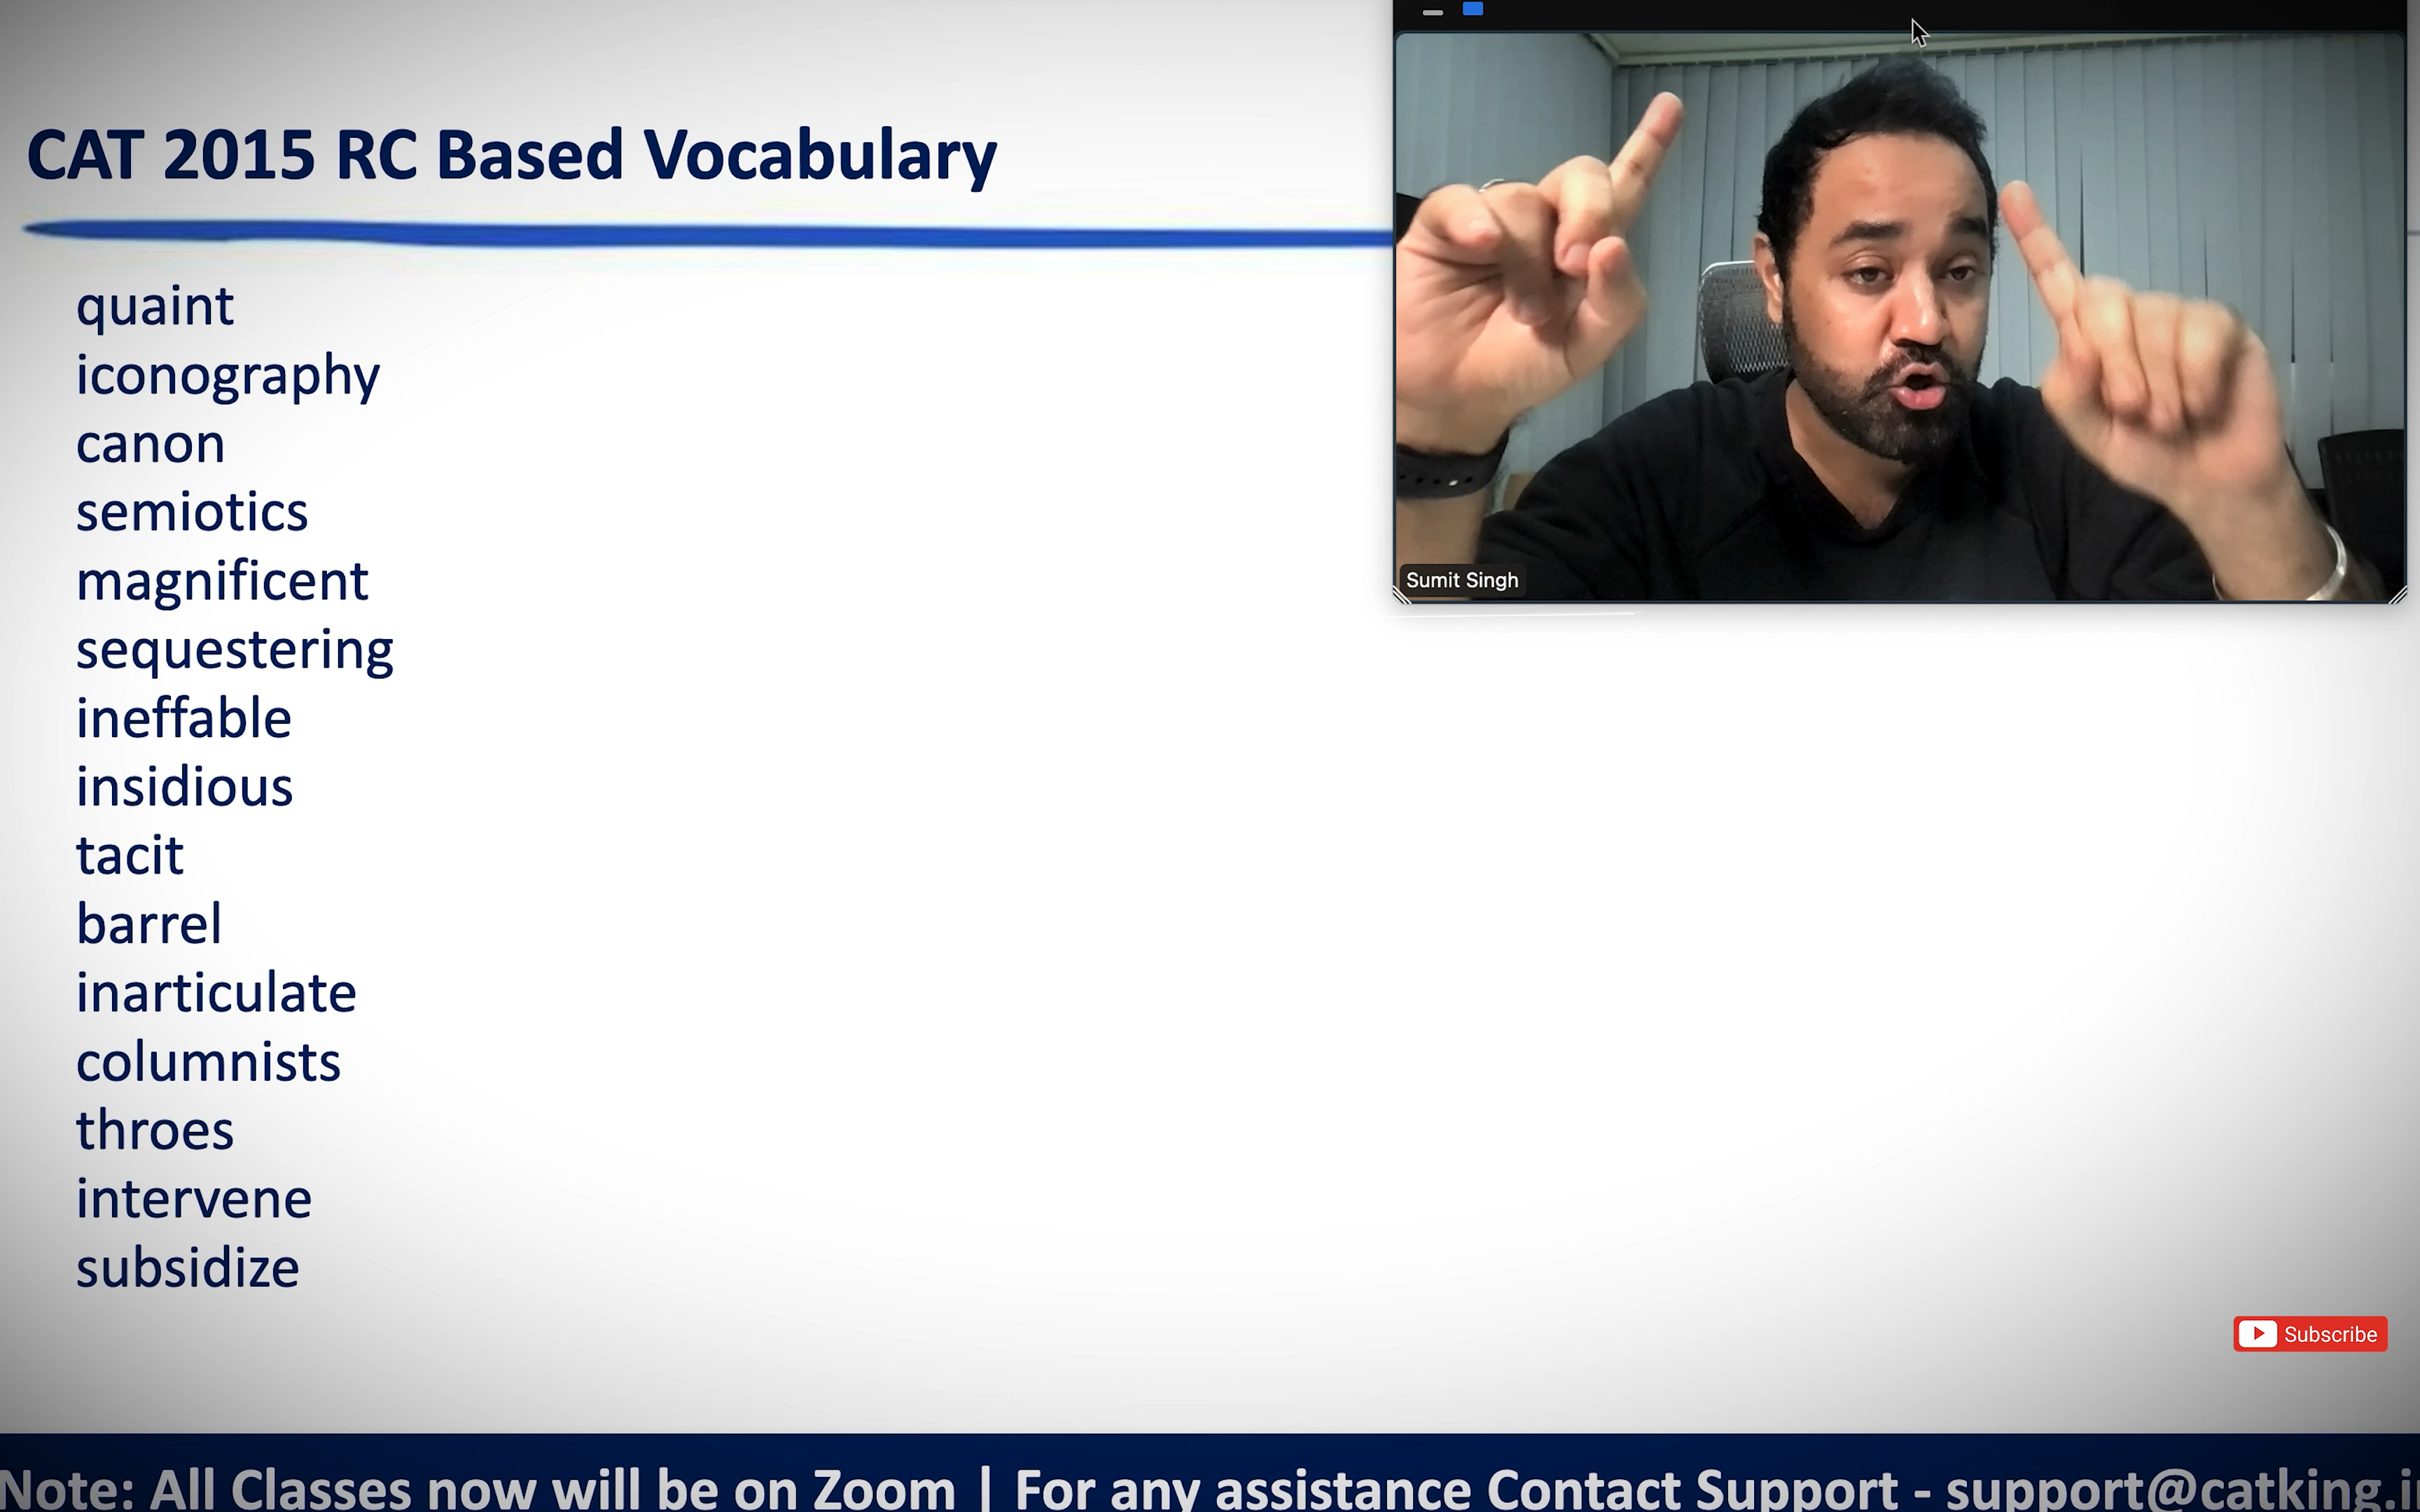 CAT 2015 RC Based Vocabulary
quaint
iconography
canon
semiotics
magnificent
sequestering
ineffable
insidious
tacit
barrel
inarticulate
columnists
throes
intervene
subsidize
Sumit Singh
Subscribe
Note: All Classes now will be on Zoom | For any assistance Contact Support - support@catking.i